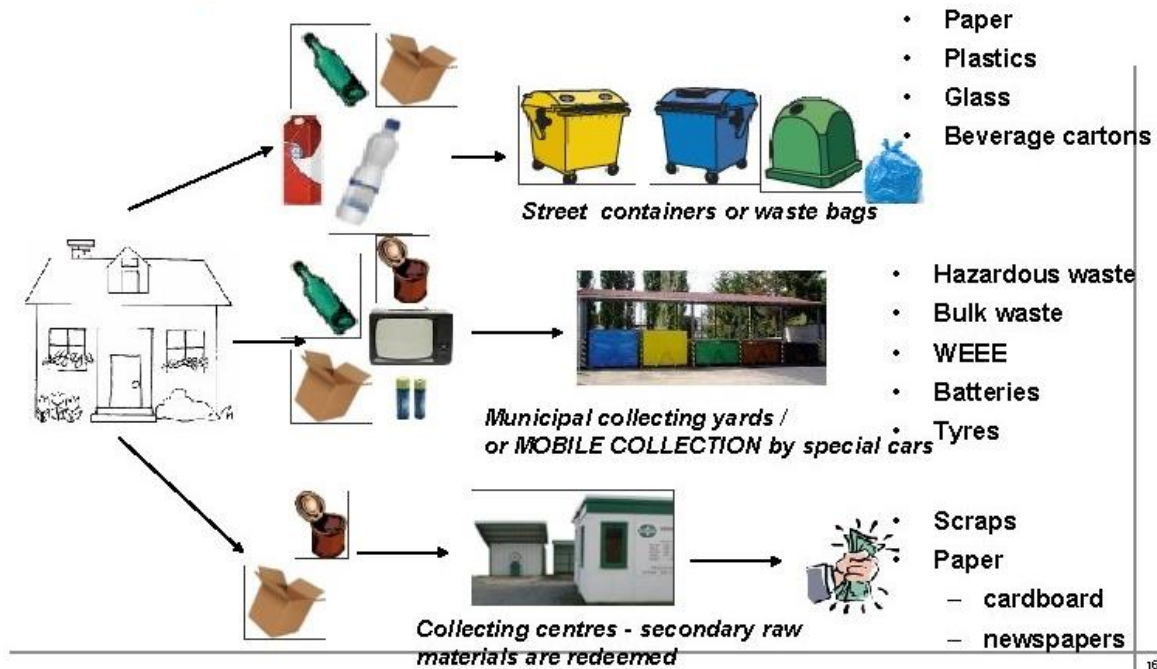 • Paper
• Plastics
• Glass
• Beverage cartons
Street containers or waste bags
• Hazardous waste
• Bulk waste
• WEEE
• Batteries
• Tyres
Municipal collecting yards /
or MOBILE COLLECTION by special cars
• Scraps
• Paper
– cardboard
– newspapers
Collecting centres - secondary raw
materials are redeemed